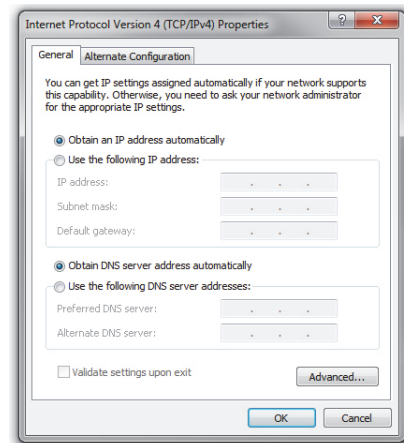 Internet Protocol Version 4 (TCP/IPv4) Properties
General Alternate Configuration
You can get IP settings assigned automatically if your network supports
this capability. Otherwise, you need to ask your network administrator
for the appropriate IP settings.
Obtain an IP address automatically
Use the following IP address:
IP address:
Subnet mask:
Default gateway:
Obtain DNS server address automatically
Use the following DNS server addresses:
Preferred DNS server:
Alternate DNS server:
Validate settings upon exit
Advanced...
OK Cancel